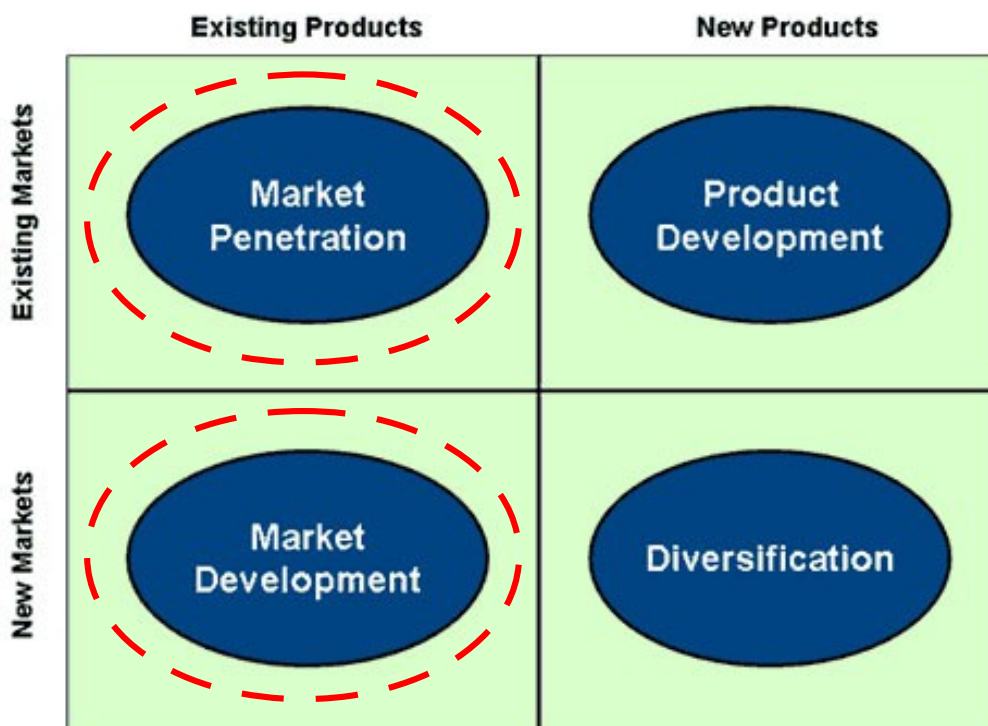 Existing Products
New Products
Existing Markets
Market
Penetration
Product
Development
New Markets
Market
Development
Diversification